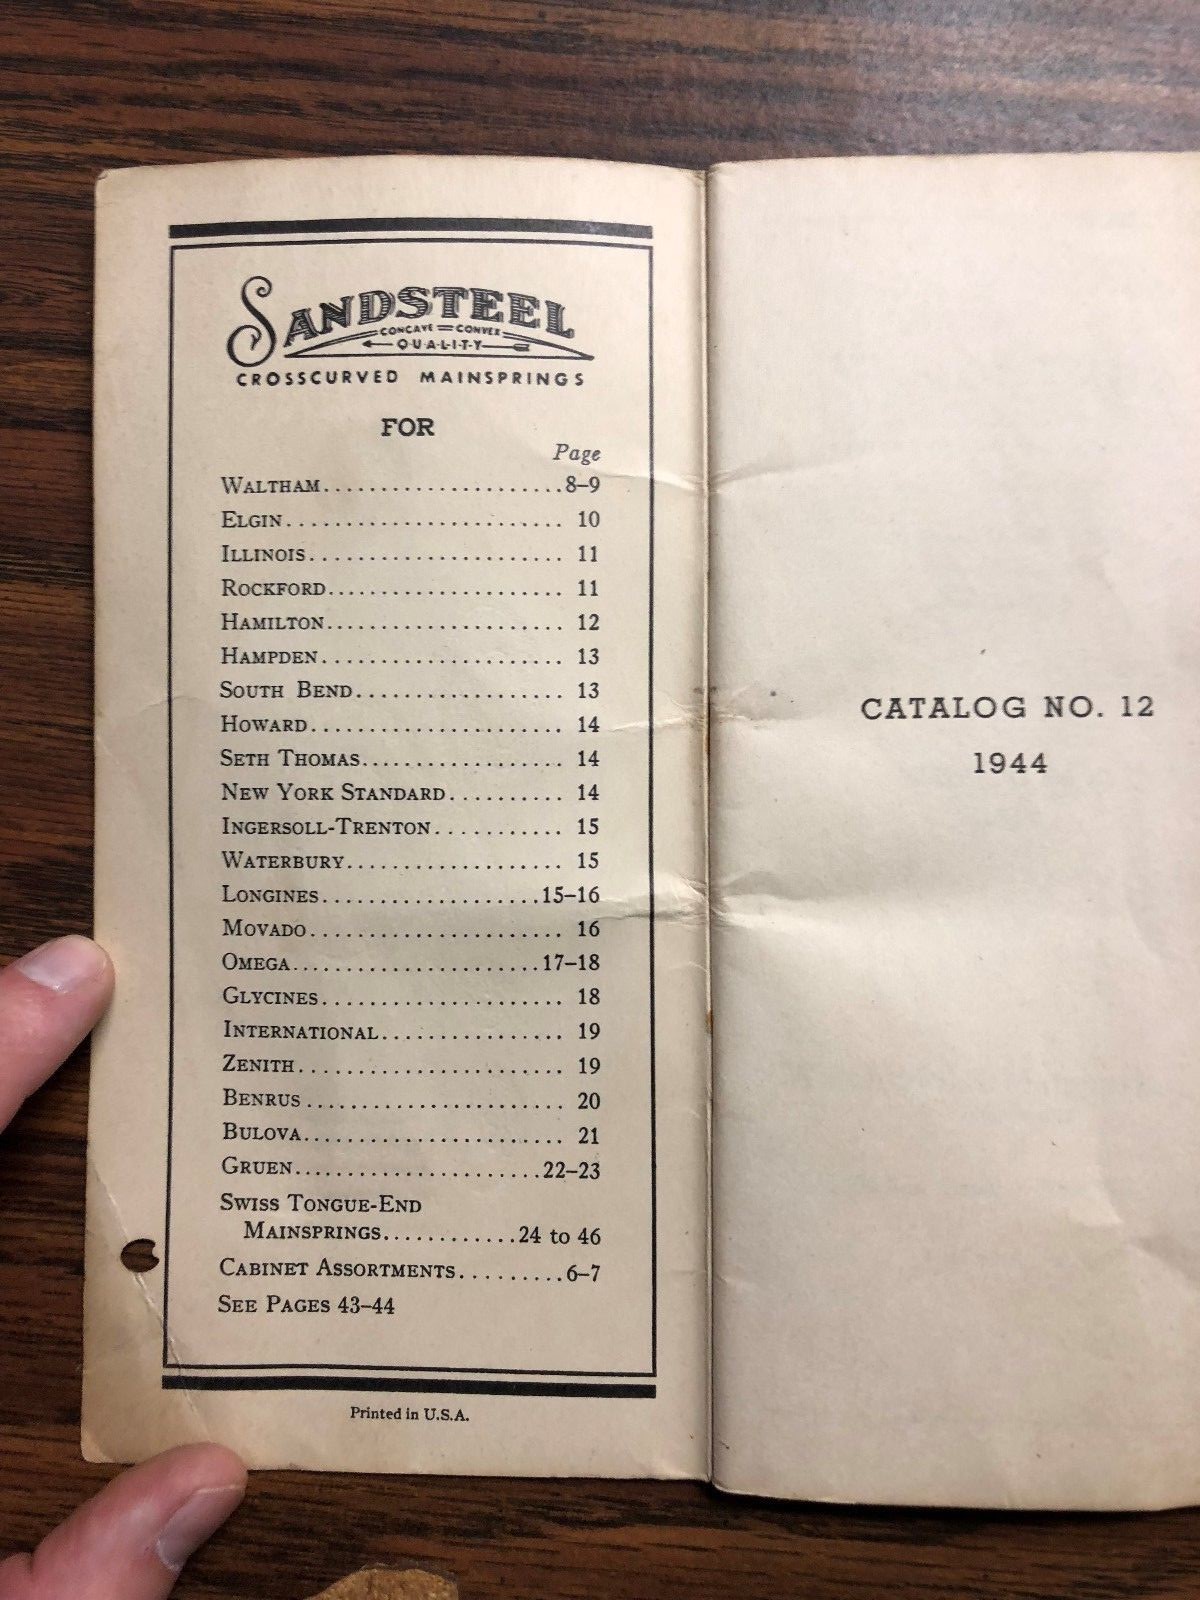 SANDSTEEL
CONCAVE = CONVEX
QUALITY
CROSSCURVED MAINSPRINGS
FOR
Page
WALTHAM.....................8–9
ELGIN........................ 10
ILLINOIS...................... 11
ROCKFORD..................... 11
HAMILTON..................... 12
HAMPDEN...................... 13
SOUTH BEND................... 13
HOWARD....................... 14
SETH THOMAS.................. 14
NEW YORK STANDARD.......... 14
INGERSOLL-TRENTON........... 15
WATERBURY................... 15
LONGINES...................15–16
MOVADO....................... 16
OMEGA......................17–18
GLYCINES..................... 18
INTERNATIONAL................ 19
ZENITH....................... 19
BENRUS....................... 20
BULOVA....................... 21
GRUEN......................22–23
SWISS TONGUE-END
MAINSPRINGS............24 to 46
CABINET ASSORTMENTS.........6–7
SEE PAGES 43–44
Printed in U.S.A.
CATALOG NO. 12
1944